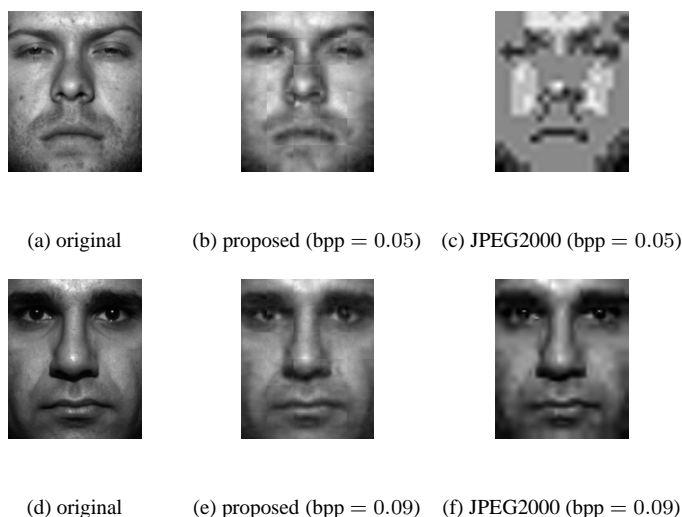 (a) original (b) proposed (bpp = 0.05) (c) JPEG2000 (bpp = 0.05)
(d) original (e) proposed (bpp = 0.09) (f) JPEG2000 (bpp = 0.09)